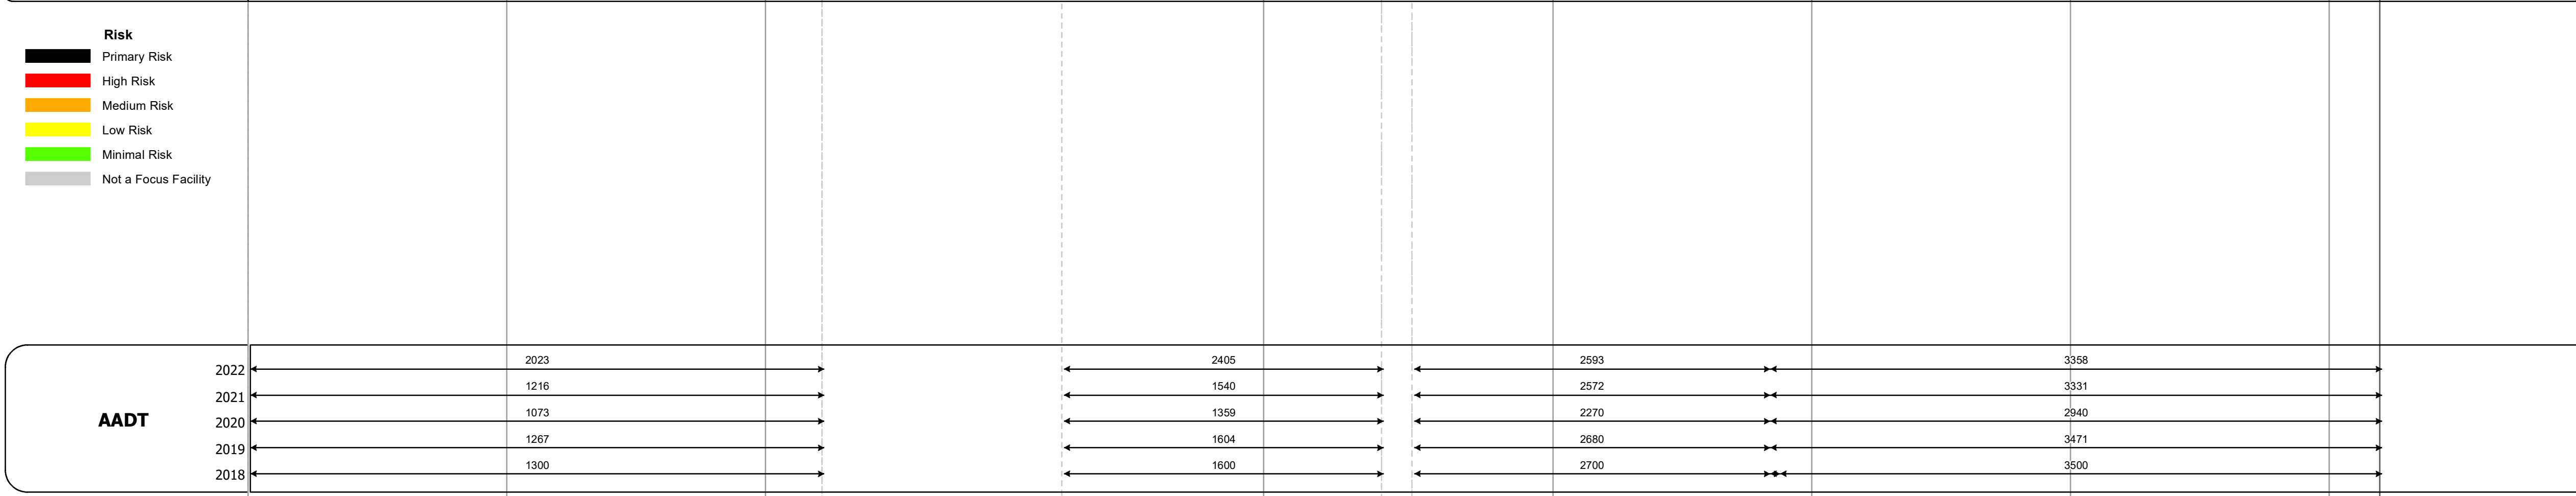 Risk
Primary Risk
High Risk
Medium Risk
Low Risk
Minimal Risk
Not a Focus Facility
AADT
2022 2023 2405 2593 3358
2021 1216 1540 2572 3331
2020 1073 1359 2270 2940
2019 1267 1604 2680 3471
2018 1300 1600 2700 3500